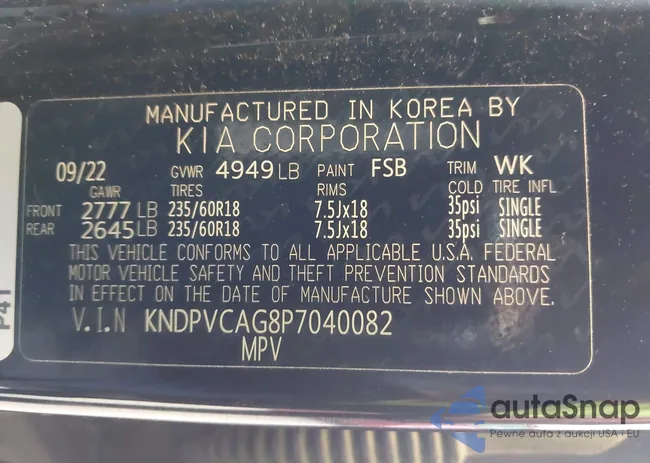 MANUFACTURED IN KOREA BY
KIA CORPORATION
09/22 GVWR 4949 LB PAINT FSB TRIM WK
GAWR TIRES RIMS COLD TIRE INFL
FRONT 2777 LB 235/60R18 7.5Jx18 35psi SINGLE
REAR 2645 LB 235/60R18 7.5Jx18 35psi SINGLE
THIS VEHICLE CONFORMS TO ALL APPLICABLE U.S.A. FEDERAL
MOTOR VEHICLE SAFETY AND THEFT PREVENTION STANDARDS
IN EFFECT ON THE DATE OF MANUFACTURE SHOWN ABOVE.
V.I.N KNDPVCAG8P7040082
MPV
P41
autaSnap
Pewne auta z aukcji USA i EU